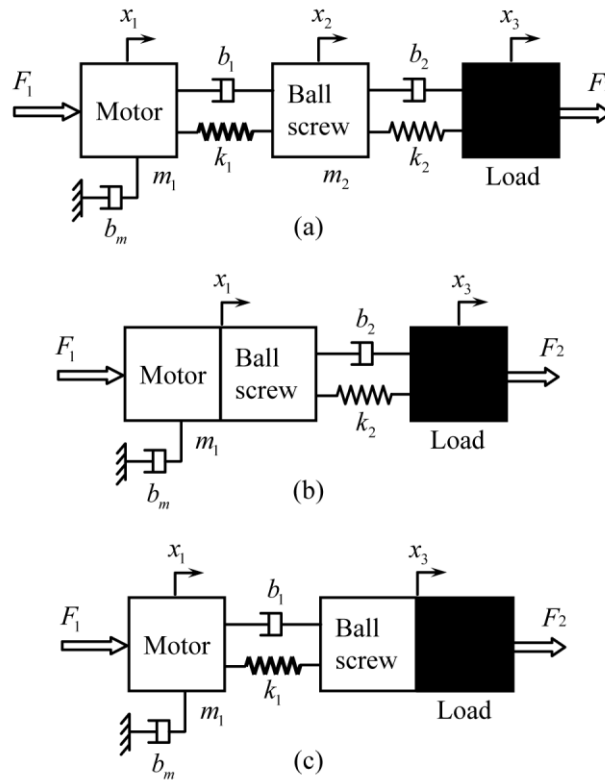 x₁ x₂ x₃
F₁ b₁ b₂
Motor Ball screw
k₁ k₂
m₁ m₂ Load
bₘ
(a)
x₁ x₃
F₁ b₂ F₂
Motor Ball screw
k₂
m₁ Load
bₘ
(b)
x₁ x₃
F₁ b₁ F₂
Motor Ball screw
k₁
m₁ Load
bₘ
(c)